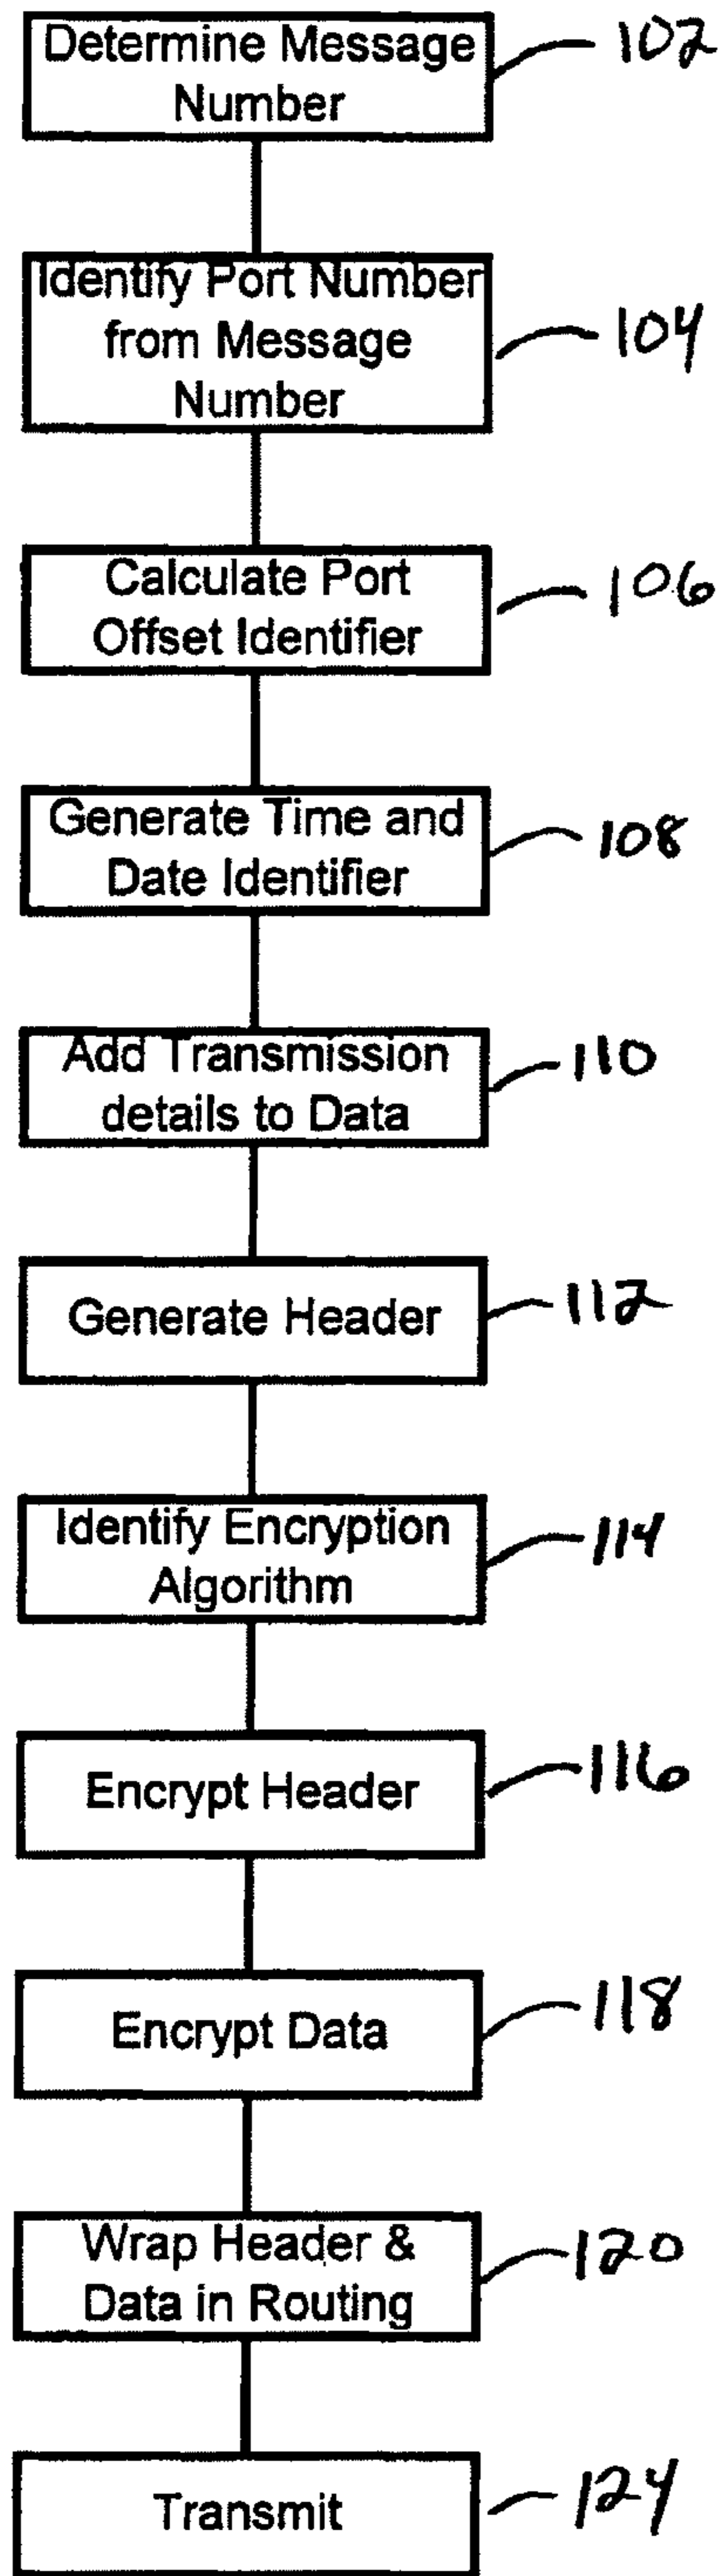 Determine Message
Number
102
Identify Port Number
from Message
Number
104
Calculate Port
Offset Identifier
106
Generate Time and
Date Identifier
108
Add Transmission
details to Data
110
Generate Header
112
Identify Encryption
Algorithm
114
Encrypt Header
116
Encrypt Data
118
Wrap Header &
Data in Routing
120
Transmit
124